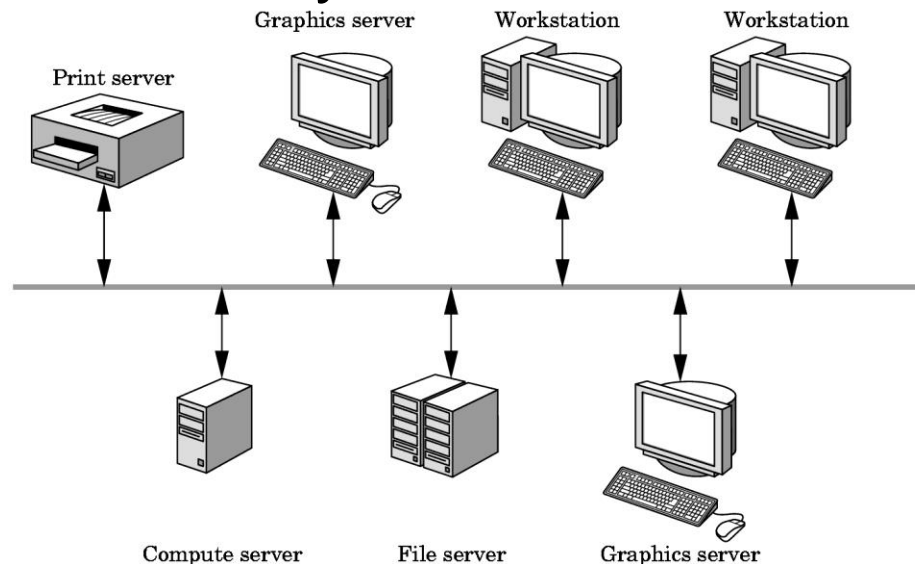 Graphics server
Workstation
Workstation
Print server
Compute server
File server
Graphics server